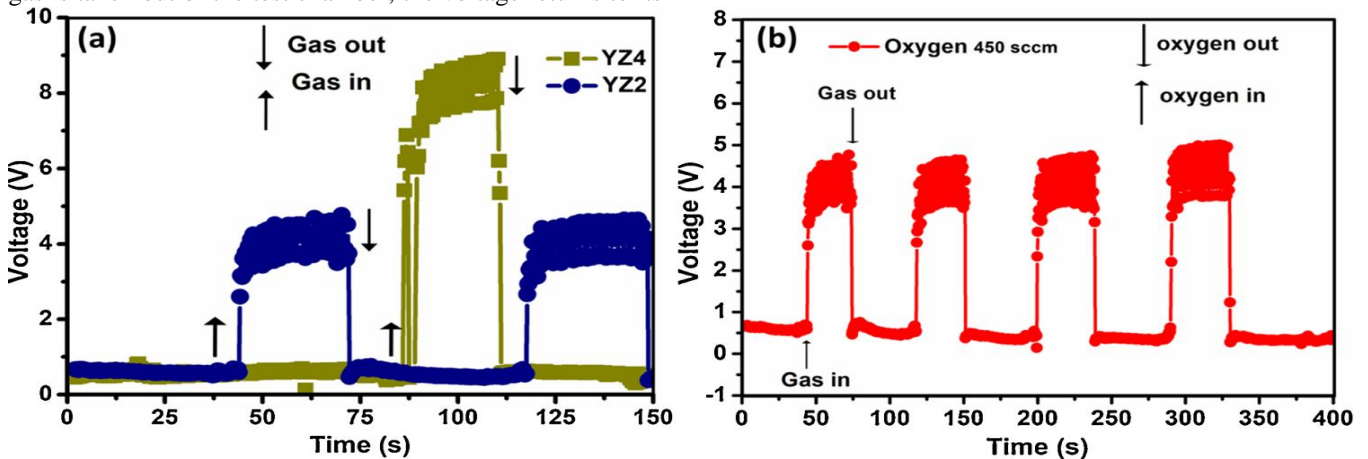 (a)
Gas out
Gas in
YZ4
YZ2
10
8
6
4
2
0
Voltage (V)
0 25 50 75 100 125 150
Time (s)
(b)
Oxygen 450 sccm
oxygen out
oxygen in
Gas out
Gas in
10
9
8
7
6
5
4
3
2
1
0
-1
Voltage (V)
0 50 100 150 200 250 300 350 400
Time (s)